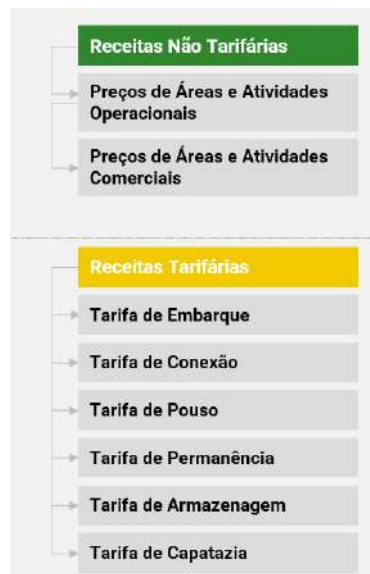 Receitas Não Tarifárias
Preços de Áreas e Atividades
Operacionais
Preços de Áreas e Atividades
Comerciais
Receitas Tarifárias
Tarifa de Embarque
Tarifa de Conexão
Tarifa de Pouso
Tarifa de Permanência
Tarifa de Armazenagem
Tarifa de Capatazia